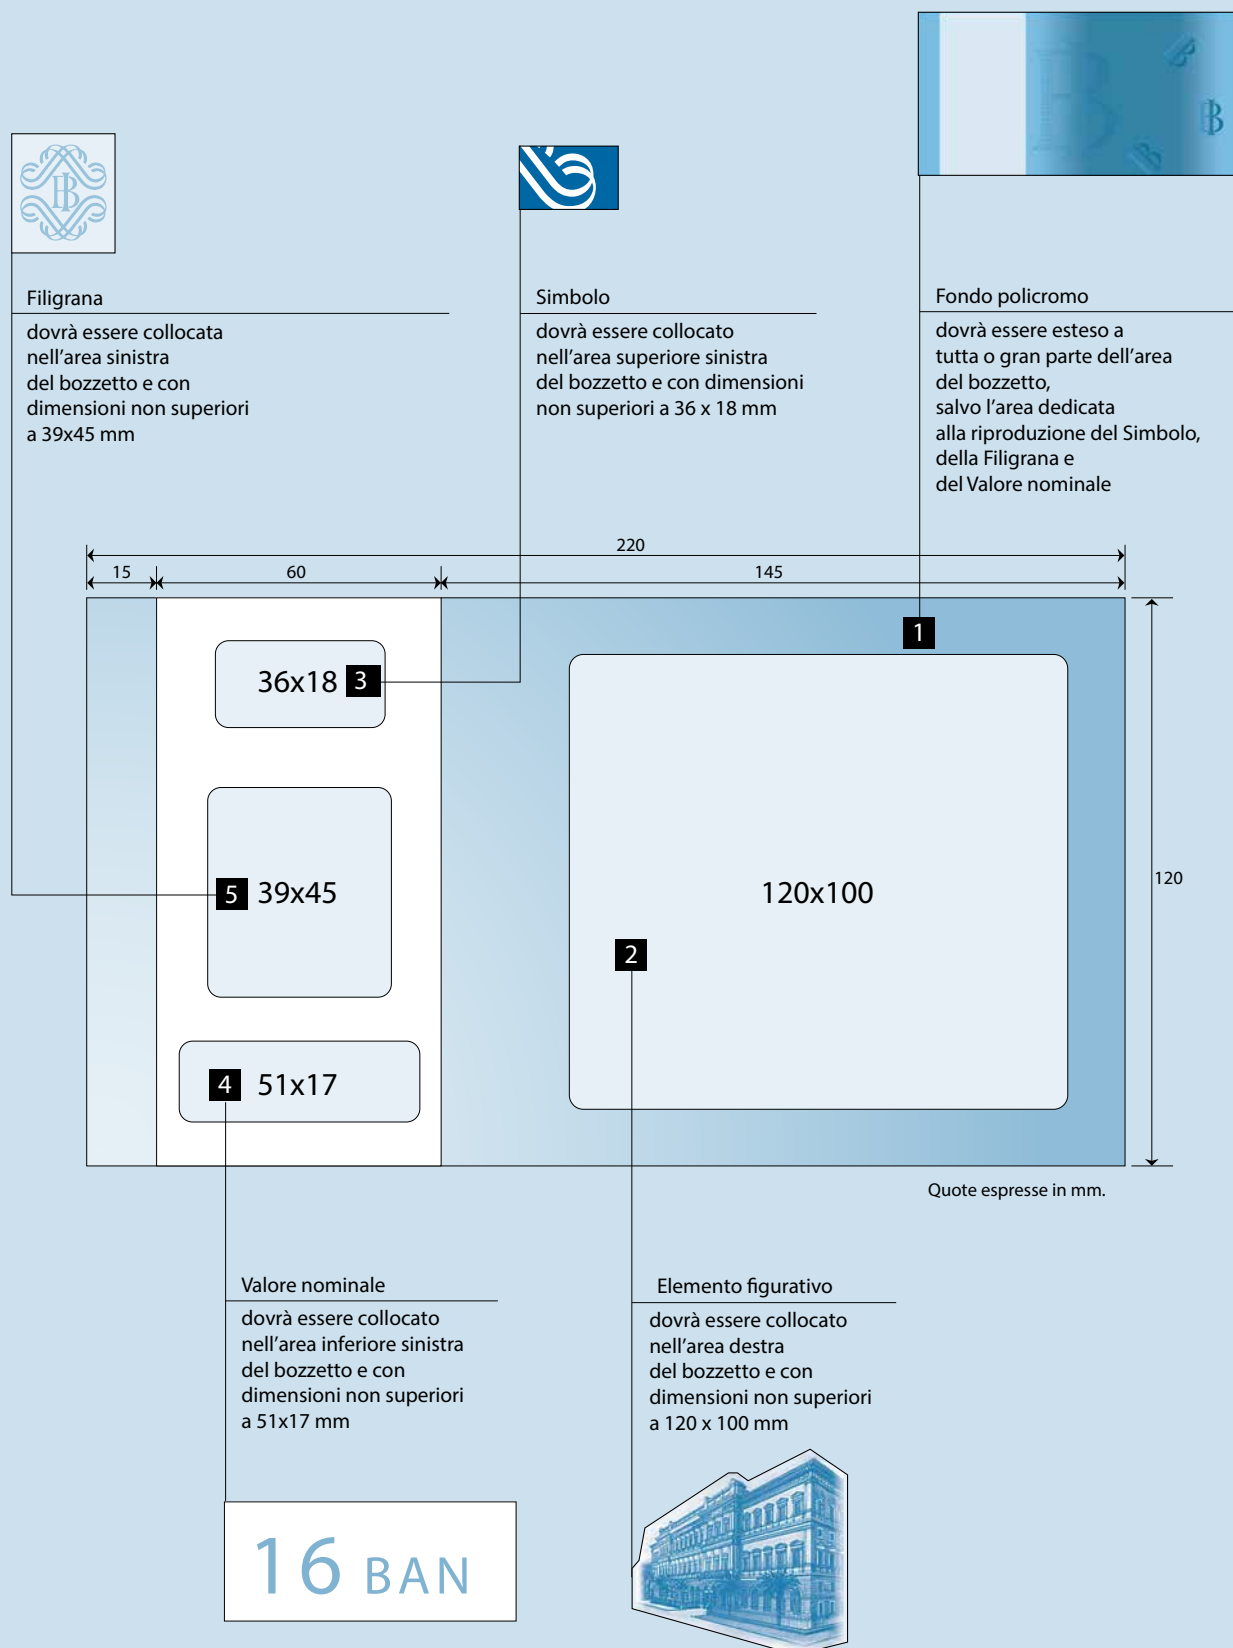 Filigrana
dovrà essere collocata
nell’area sinistra
del bozzetto e con
dimensioni non superiori
a 39x45 mm
Simbolo
dovrà essere collocato
nell’area superiore sinistra
del bozzetto e con dimensioni
non superiori a 36 x 18 mm
Fondo policromo
dovrà essere esteso a
tutta o gran parte dell’area
del bozzetto,
salvo l’area dedicata
alla riproduzione del Simbolo,
della Filigrana e
del Valore nominale
220
15
60
145
1
36x18 3
5 39x45
120x100
120
2
4 51x17
Quote espresse in mm.
Valore nominale
dovrà essere collocato
nell’area inferiore sinistra
del bozzetto e con
dimensioni non superiori
a 51x17 mm
Elemento figurativo
dovrà essere collocato
nell’area destra
del bozzetto e con
dimensioni non superiori
a 120 x 100 mm
16 BAN